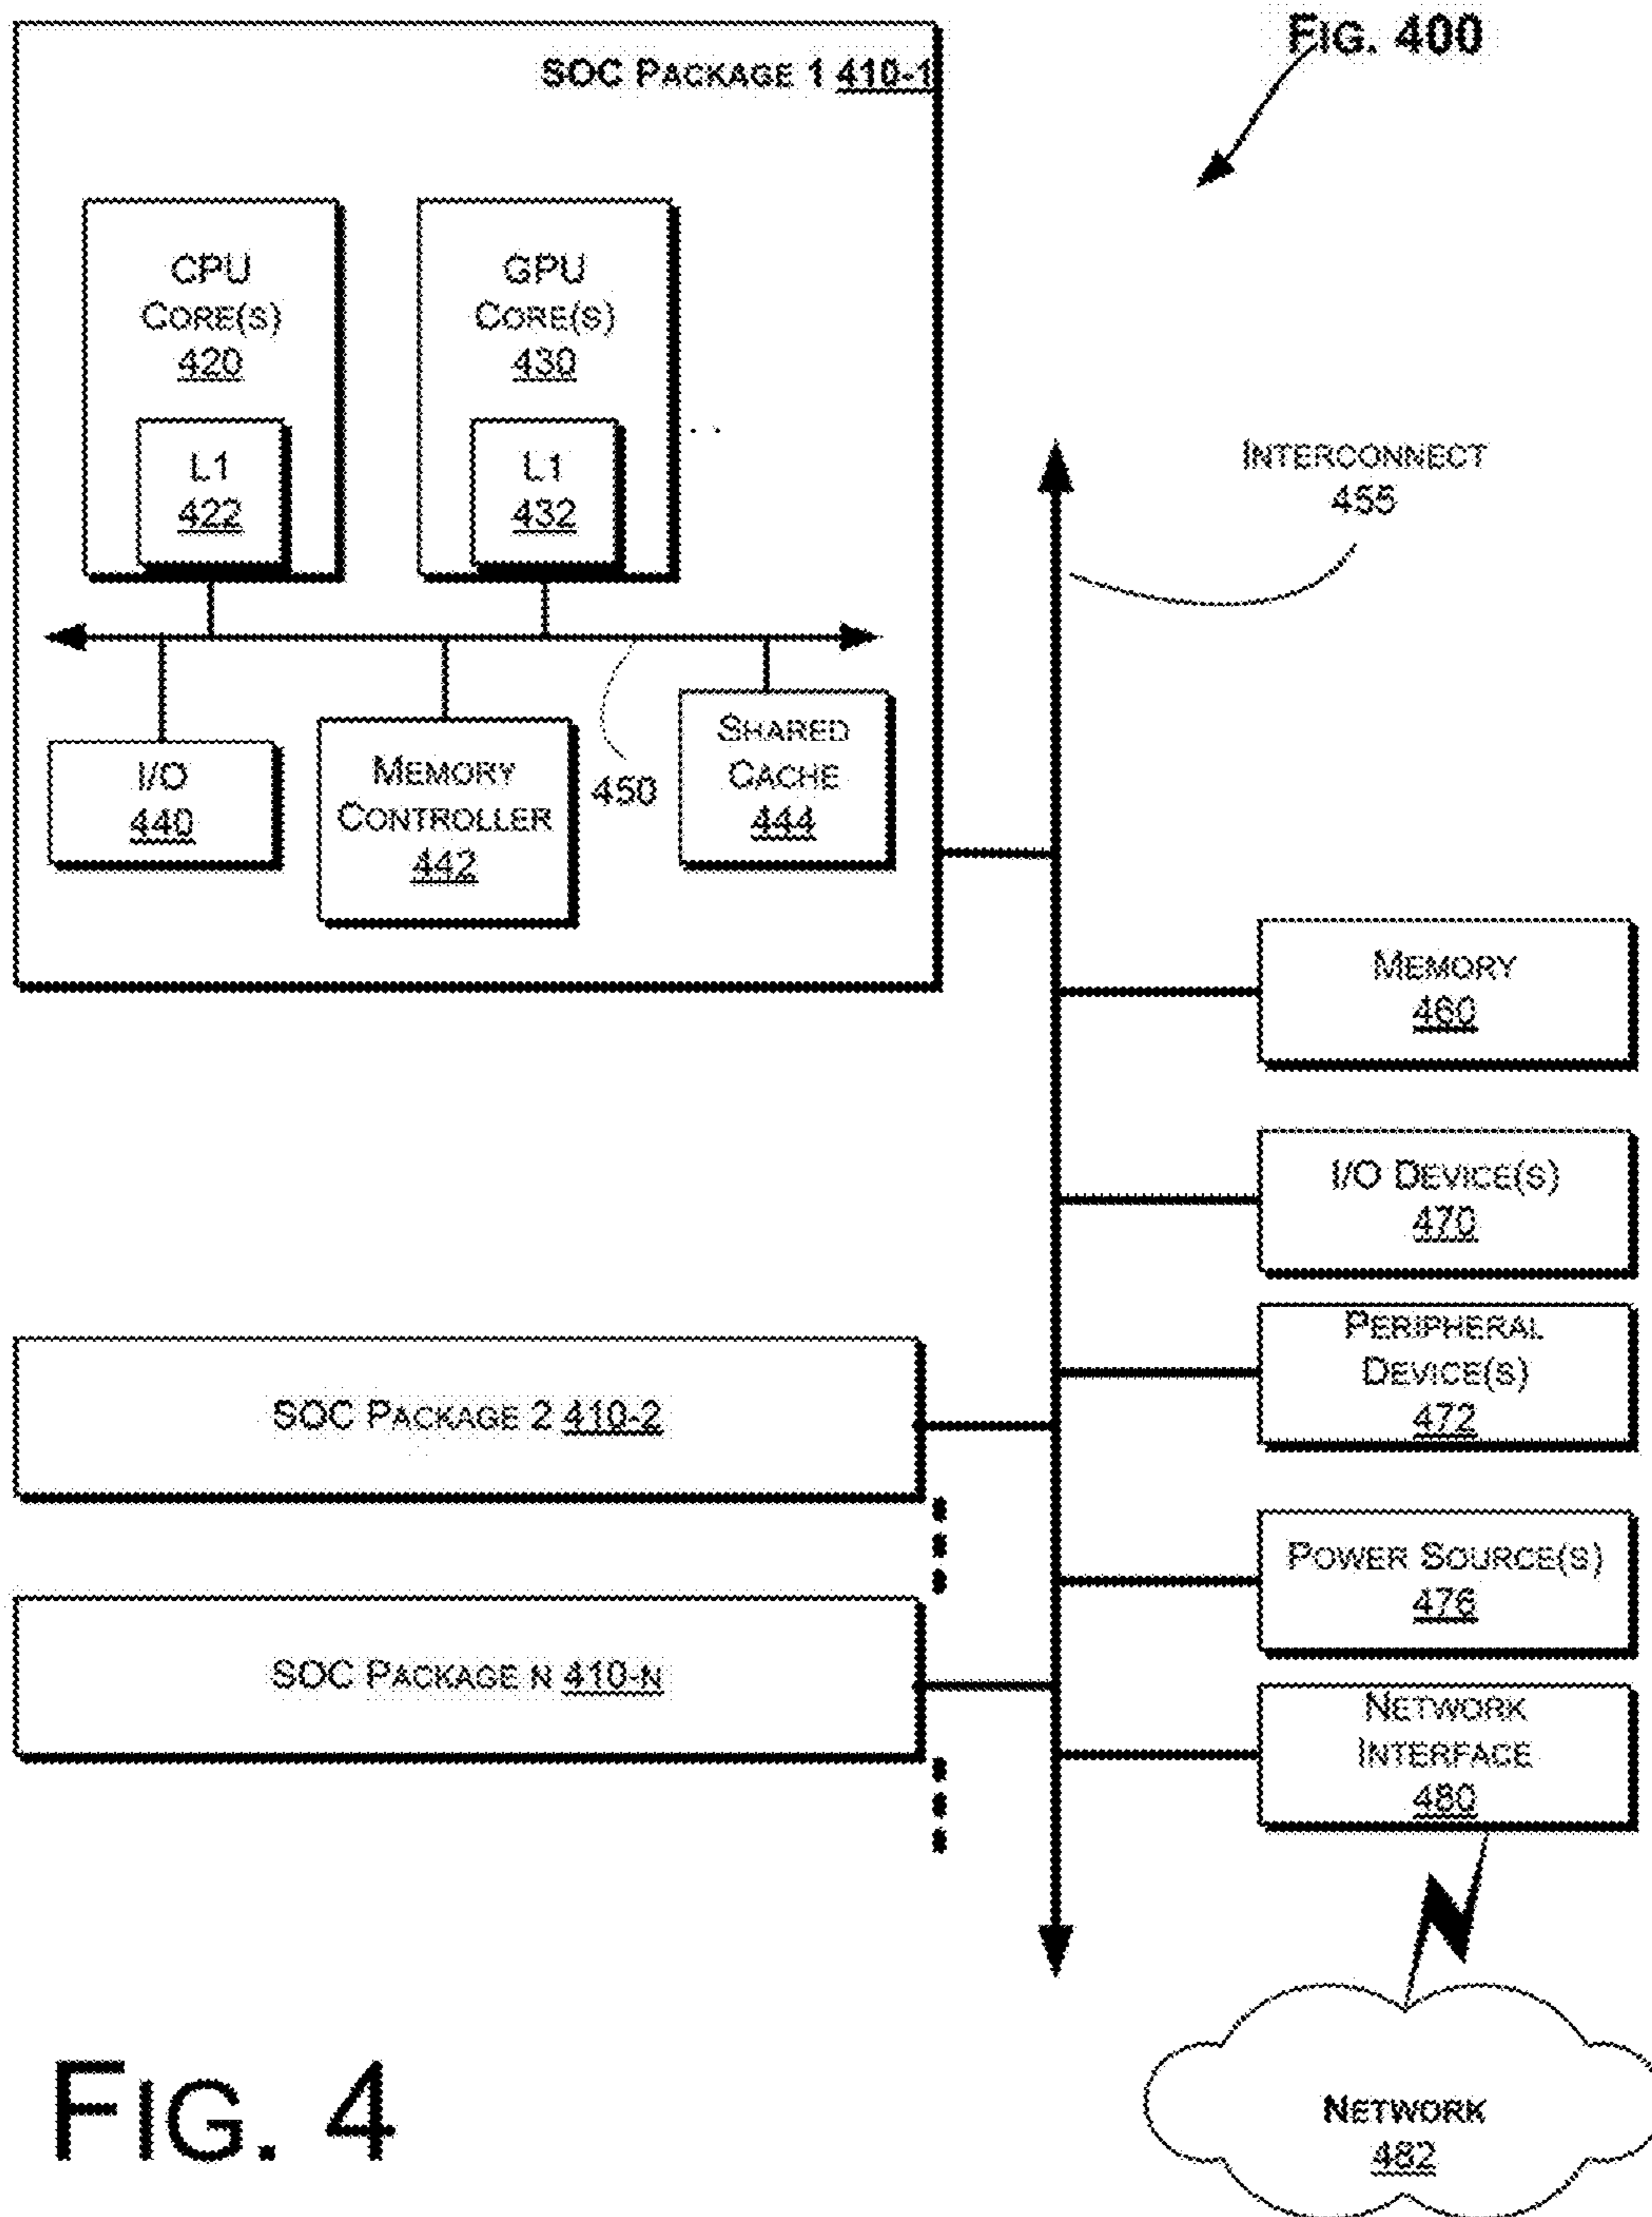 FIG. 400
SOC PACKAGE 1 410-1
CPU
CORE(S)
420
L1
422
GPU
CORE(S)
430
L1
432
. .
INTERCONNECT
455
I/O
440
MEMORY
CONTROLLER
442
450
SHARED
CACHE
444
MEMORY
460
I/O DEVICE(S)
470
PERIPHERAL
DEVICE(S)
472
SOC PACKAGE 2 410-2
POWER SOURCE(S)
476
SOC PACKAGE N 410-N
NETWORK
INTERFACE
480
NETWORK
482
FIG. 4